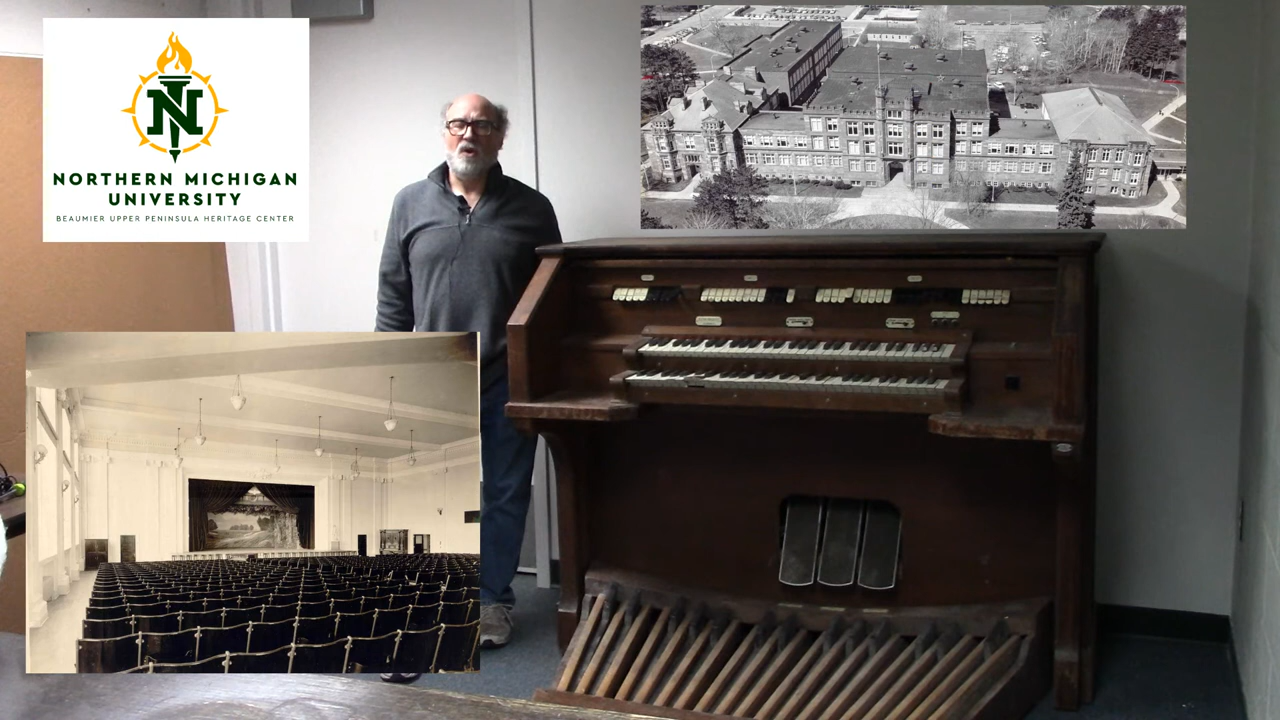 N
NORTHERN MICHIGAN
UNIVERSITY
BEAUMIER UPPER PENINSULA HERITAGE CENTER